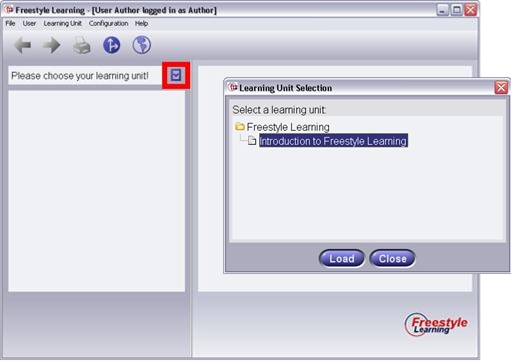 Freestyle Learning - [User Author logged in as Author]
File User Learning Unit Configuration Help
Please choose your learning unit!
Learning Unit Selection
Select a learning unit:
Freestyle Learning
Introduction to Freestyle Learning
Load Close
Freestyle
Learning